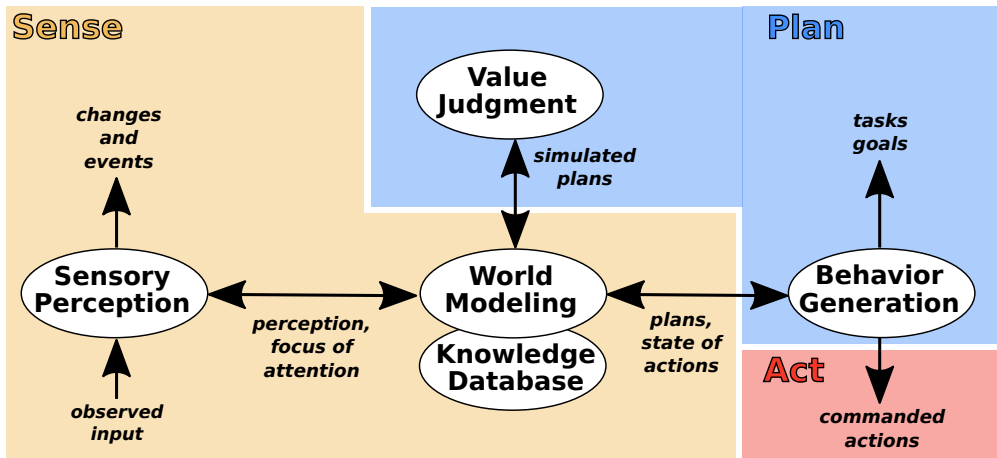 Sense
Plan
Value
Judgment
changes
and
events
tasks
goals
simulated
plans
Sensory
Perception
World
Modeling
Behavior
Generation
perception,
focus of
attention
plans,
state of
actions
Knowledge
Database
Act
observed
input
commanded
actions